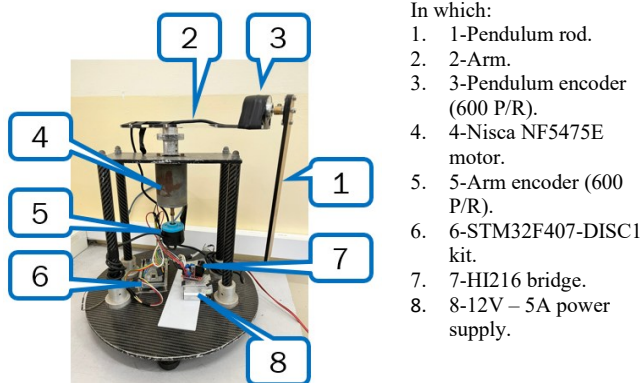 2
3
4
1
5
6
7
8
In which:
1. 1-Pendulum rod.
2. 2-Arm.
3. 3-Pendulum encoder
(600 P/R).
4. 4-Nisca NF5475E
motor.
5. 5-Arm encoder (600
P/R).
6. 6-STM32F407-DISC1
kit.
7. 7-HI216 bridge.
8. 8-12V – 5A power
supply.